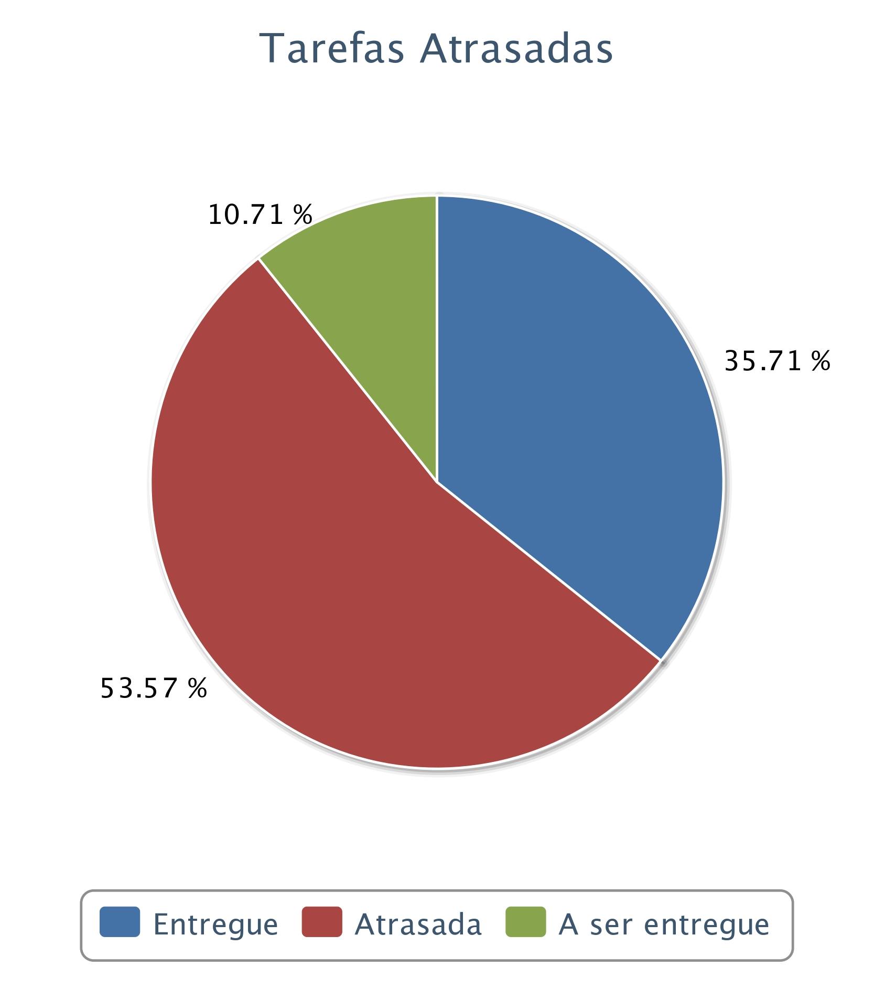 Tarefas Atrasadas
10.71 %
35.71 %
53.57 %
Entregue Atrasada A ser entregue